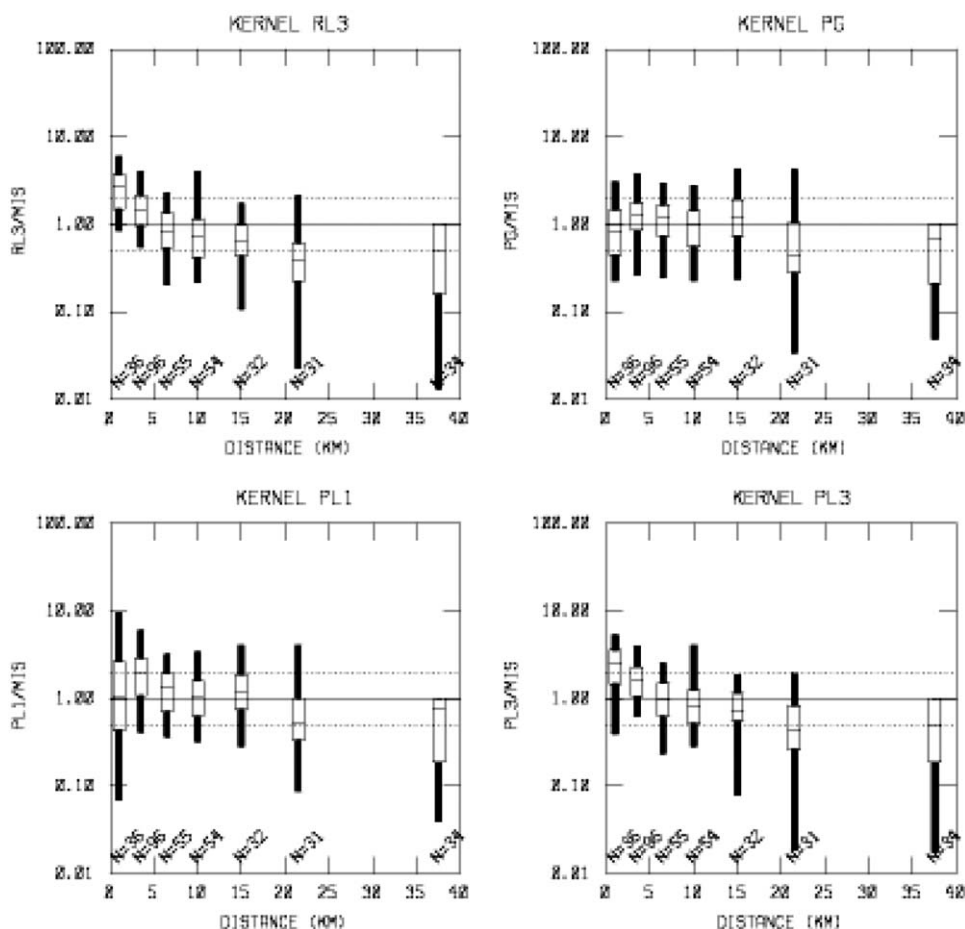 KERNEL RL3
100.00
10.00
1.00
0.10
0.01
RL3/MIS
N=36 N=96 N=55 N=54 N=32 N=31 N=34
0 5 10 15 20 25 30 35 40
DISTANCE (KM)
KERNEL PG
100.00
10.00
1.00
0.10
0.01
PG/MIS
N=36 N=96 N=55 N=54 N=32 N=31 N=34
0 5 10 15 20 25 30 35 40
DISTANCE (KM)
KERNEL PL1
100.00
10.00
1.00
0.10
0.01
PL1/MIS
N=36 N=96 N=55 N=54 N=32 N=31 N=34
0 5 10 15 20 25 30 35 40
DISTANCE (KM)
KERNEL PL3
100.00
10.00
1.00
0.10
0.01
PL3/MIS
N=36 N=96 N=55 N=54 N=32 N=31 N=34
0 5 10 15 20 25 30 35 40
DISTANCE (KM)